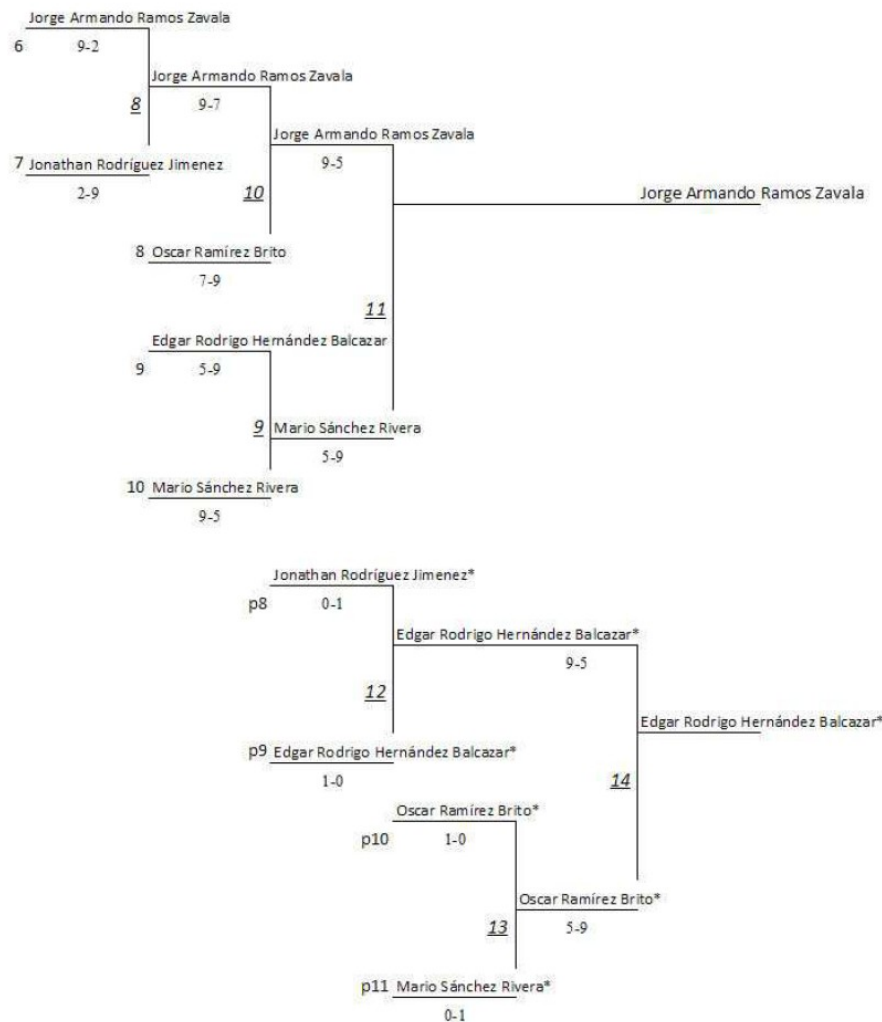 Jorge Armando Ramos Zavala
6 9-2
Jorge Armando Ramos Zavala
8 9-7
Jorge Armando Ramos Zavala
7 Jonathan Rodríguez Jimenez 9-5
2-9 10 Jorge Armando Ramos Zavala
8 Oscar Ramírez Brito
7-9
11
Edgar Rodrigo Hernández Balcazar
9 5-9
9 Mario Sánchez Rivera
5-9
10 Mario Sánchez Rivera
9-5
Jonathan Rodríguez Jimenez*
p8 0-1
Edgar Rodrigo Hernández Balcazar*
9-5
12
Edgar Rodrigo Hernández Balcazar*
p9 Edgar Rodrigo Hernández Balcazar*
1-0 14
Oscar Ramírez Brito*
p10 1-0
Oscar Ramírez Brito*
13 5-9
p11 Mario Sánchez Rivera*
0-1